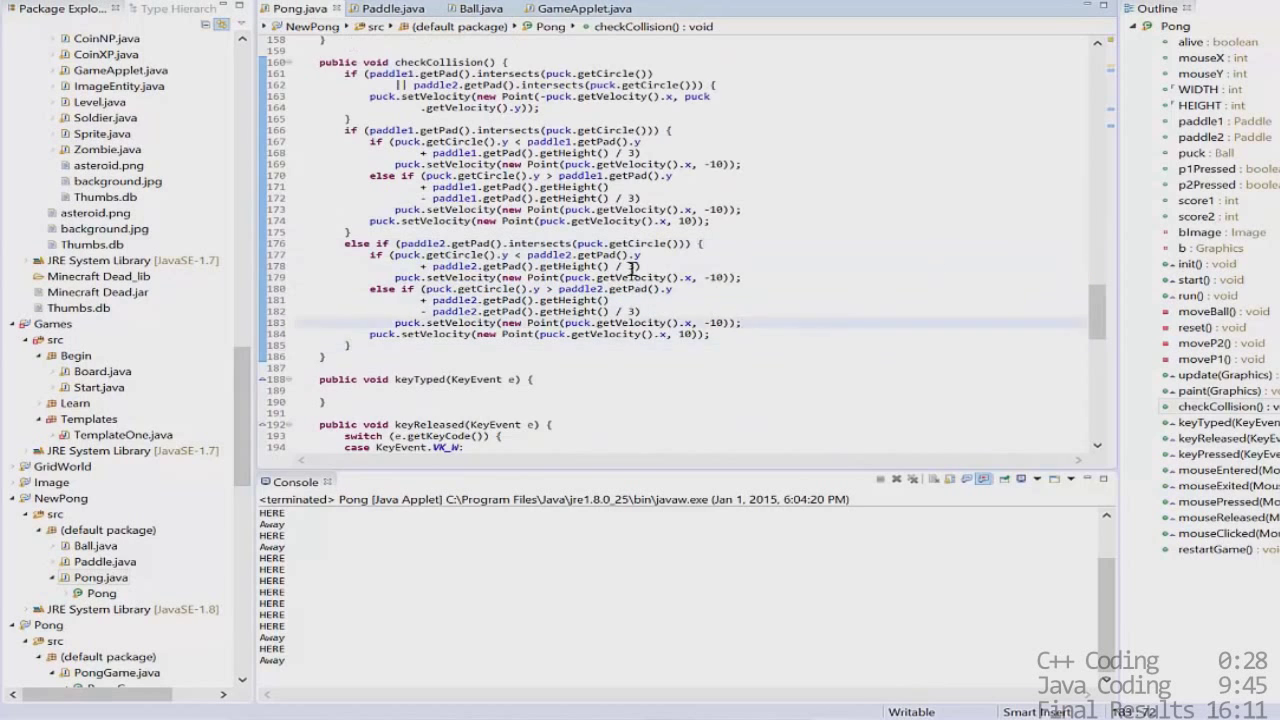 Package Explo...
Type Hierarch
CoinNP.java
CoinXP.java
GameApplet.java
ImageEntity.java
Level.java
Soldier.java
Sprite.java
Zombie.java
asteroid.png
background.jpg
Thumbs.db
asteroid.png
background.jpg
Thumbs.db
JRE System Library [JavaSE-1.7]
Minecraft Dead_lib
Minecraft Dead.jar
Thumbs.db
Games
src
Begin
Board.java
Start.java
Learn
Templates
TemplateOne.java
JRE System Library [JavaSE-1.7]
GridWorld
Image
NewPong
src
(default package)
Ball.java
Paddle.java
Pong.java
Pong
JRE System Library [JavaSE-1.8]
Pong
src
(default package)
PongGame.java
Pong.java Paddle.java Ball.java GameApplet.java
NewPong src (default package) Pong checkCollision() : void
158 }
159
160 public void checkCollision() {
161 if (paddle1.getPad().intersects(puck.getCircle())
162 || paddle2.getPad().intersects(puck.getCircle())) {
163 puck.setVelocity(new Point(-puck.getVelocity().x, puck
164 .getVelocity().y));
165 }
166 if (paddle1.getPad().intersects(puck.getCircle())) {
167 if (puck.getCircle().y < paddle1.getPad().y
168 + paddle1.getPad().getHeight() / 3)
169 puck.setVelocity(new Point(puck.getVelocity().x, -10));
170 else if (puck.getCircle().y > paddle1.getPad().y
171 + paddle1.getPad().getHeight()
172 - paddle1.getPad().getHeight() / 3)
173 puck.setVelocity(new Point(puck.getVelocity().x, -10));
174 puck.setVelocity(new Point(puck.getVelocity().x, 10));
175 }
176 else if (paddle2.getPad().intersects(puck.getCircle())) {
177 if (puck.getCircle().y < paddle2.getPad().y
178 + paddle2.getPad().getHeight() / 3)
179 puck.setVelocity(new Point(puck.getVelocity().x, -10));
180 else if (puck.getCircle().y > paddle2.getPad().y
181 + paddle2.getPad().getHeight()
182 - paddle2.getPad().getHeight() / 3)
183 puck.setVelocity(new Point(puck.getVelocity().x, -10));
184 puck.setVelocity(new Point(puck.getVelocity().x, 10));
185 }
186 }
187
188 public void keyTyped(KeyEvent e) {
189
190 }
191
192 public void keyReleased(KeyEvent e) {
193 switch (e.getKeyCode()) {
194 case KeyEvent.VK_W:
Console
<terminated> Pong [Java Applet] C:\Program Files\Java\jre1.8.0_25\bin\javaw.exe (Jan 1, 2015, 6:04:20 PM)
HERE
Away
HERE
Away
HERE
HERE
HERE
HERE
HERE
HERE
HERE
Away
HERE
Away
Outline
Pong
alive : boolean
mouseX : int
mouseY : int
WIDTH : int
HEIGHT : int
paddle1 : Paddle
paddle2 : Paddle
puck : Ball
p1Pressed : int
p2Pressed : int
score1 : int
score2 : int
bImage : Image
b : Graphics
init() : void
start() : void
run() : void
moveBall() : void
reset() : void
moveP2() : void
moveP1() : void
update(Graphics)
paint(Graphics) :
checkCollision() : v
keyTyped(KeyEve
keyReleased(KeyE
keyPressed(KeyEv
mouseEntered(Mo
mouseExited(Mou
mousePressed(Mo
mouseReleased(M
mouseClicked(Mou
restartGame() : void
C++ Coding 0:28
Java Coding 9:45
Final Results 16:11
Writable Smart Insert